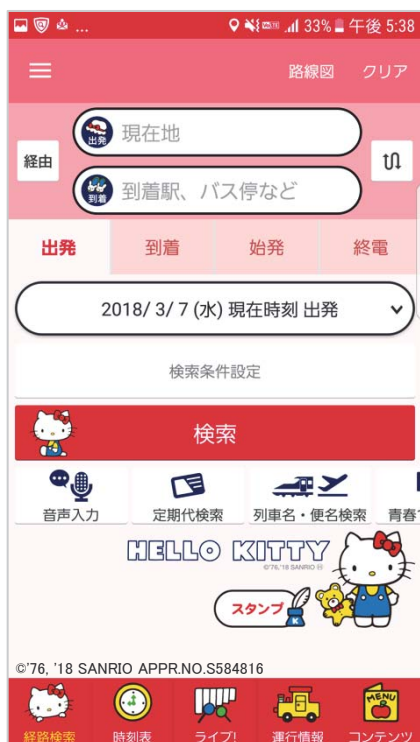 ... 33% 午後 5:38
路線図 クリア
出発 現在地
経由
到着 到着駅、バス停など
出発 到着 始発 終電
2018/ 3/ 7 (水) 現在時刻 出発
検索条件設定
検索
音声入力 定期代検索 列車名・便名検索 青春
HELLO KITTY
©'76,'18 SANRIO
スタンプ
K
©'76, '18 SANRIO APPR.NO.S584816
MENU
経路検索 時刻表 ライブ! 運行情報 コンテンツ